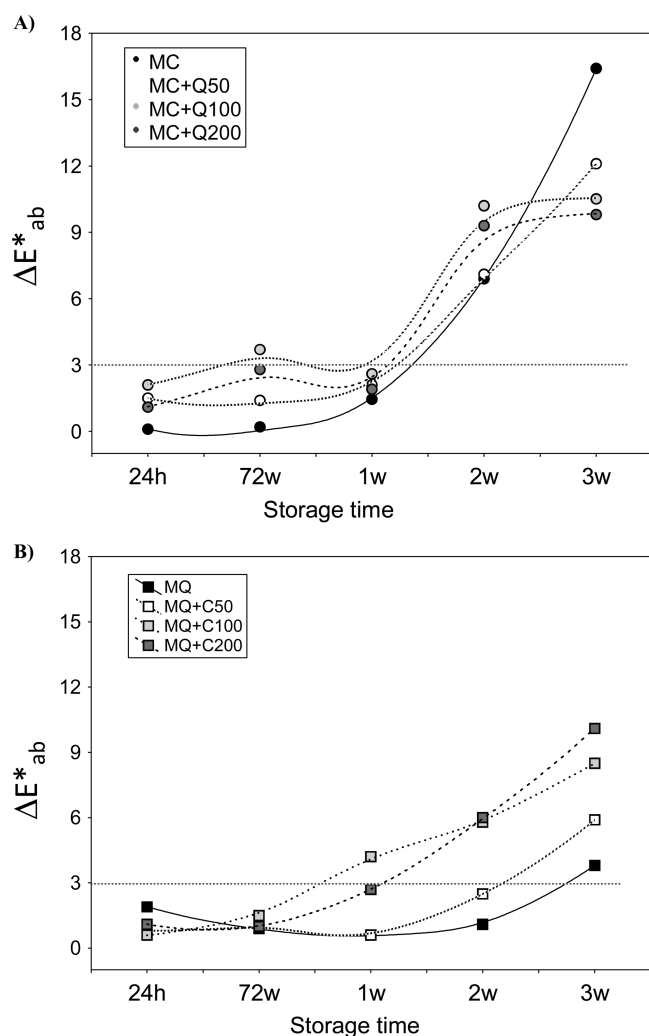 A)
18
15
12
9
6
3
0
ΔE*ab
MC
MC+Q50
MC+Q100
MC+Q200
24h 72w 1w 2w 3w
Storage time
B)
18
15
12
9
6
3
0
ΔE*ab
MQ
MQ+C50
MQ+C100
MQ+C200
24h 72w 1w 2w 3w
Storage time